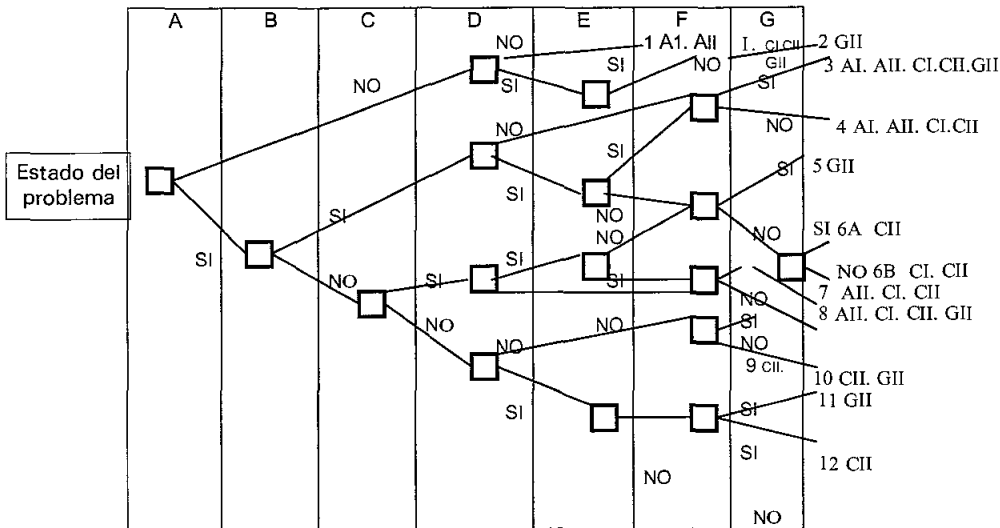 A B C D E F G
NO 1 A1. AII I. CI.CII 2 GII
SI NO GII 3 AI. AII. CI.CII.GII
NO SI SI
NO NO 4 AI. AII. CI.CII
Estado del
problema
SI 5 GII
SI SI
SI NO NO SI 6A CII
SI NO SI
NO SI SI NO 6B CI. CII
7 AII. CI. CII
NO 8 AII. CI. CII. GII
NO NO SI
NO NO
9 CII.
10 CII. GII
11 GII
SI SI
SI 12 CII
NO
NO